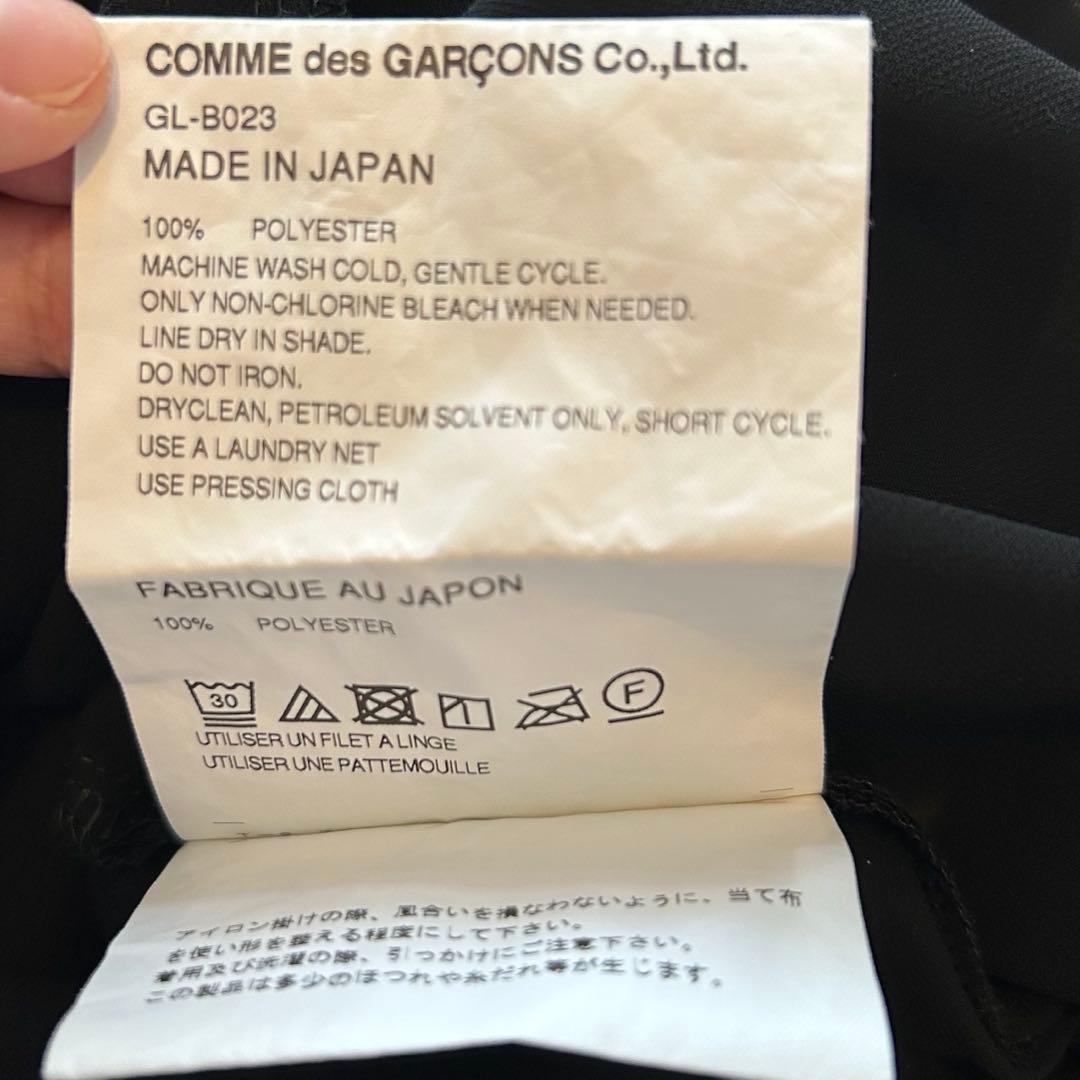 COMME des GARÇONS Co.,Ltd.
GL-B023
MADE IN JAPAN
100% POLYESTER
MACHINE WASH COLD, GENTLE CYCLE.
ONLY NON-CHLORINE BLEACH WHEN NEEDED.
LINE DRY IN SHADE.
DO NOT IRON.
DRYCLEAN, PETROLEUM SOLVENT ONLY, SHORT CYCLE.
USE A LAUNDRY NET
USE PRESSING CLOTH
FABRIQUE AU JAPON
100% POLYESTER
30 F
UTILISER UN FILET A LINGE
UTILISER UNE PATTEMOUILLE
アイロン掛けの際、風合いを損なわないように、当て布
を使い形を整える程度にして下さい。
着用及び洗濯の際、引っかけにご注意下さい。
この製品は多少のほつれや糸だれ等が生じます。